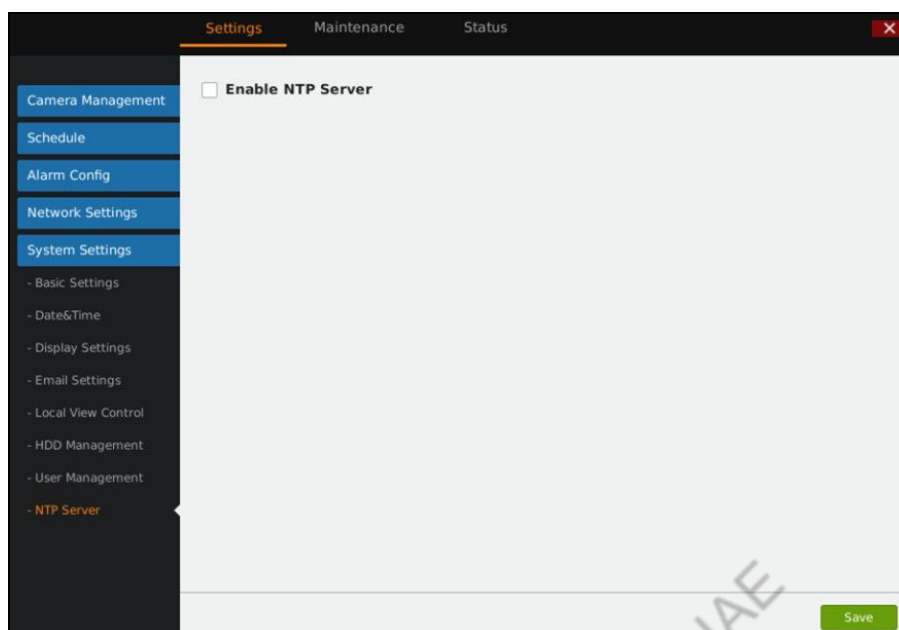 Settings Maintenance Status
Enable NTP Server
Camera Management
Schedule
Alarm Config
Network Settings
System Settings
- Basic Settings
- Date&Time
- Display Settings
- Email Settings
- Local View Control
- HDD Management
- User Management
- NTP Server
UAE
Save